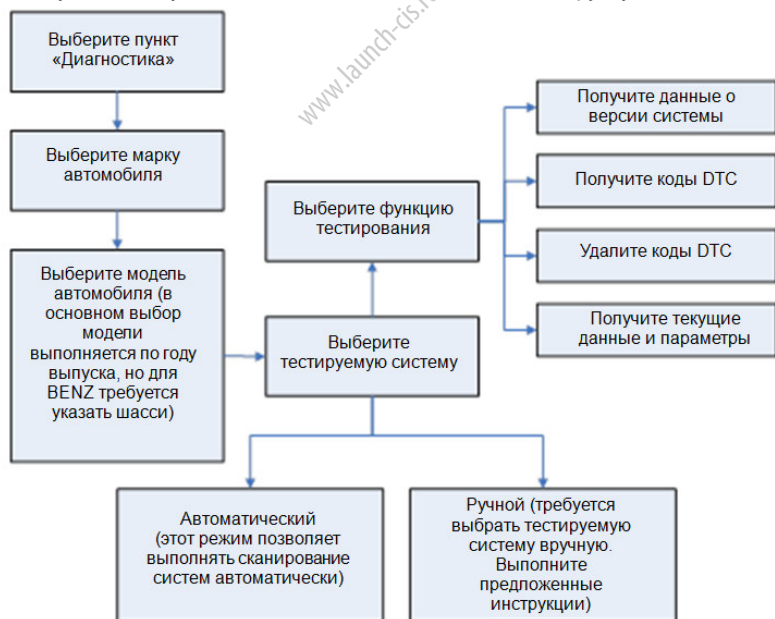 Выберите пункт
«Диагностика»
Выберите марку
автомобиля
Выберите модель
автомобиля (в
основном выбор
модели
выполняется по году
выпуска, но для
BENZ требуется
указать шасси)
Выберите
тестируемую систему
Выберите функцию
тестирования
Получите данные о
версии системы
Получите коды DTC
Удалите коды DTC
Получите текущие
данные и параметры
Автоматический
(этот режим позволяет
выполнять сканирование
систем автоматически)
Ручной (требуется
выбрать тестируемую
систему вручную.
Выполните
предложенные
инструкции)